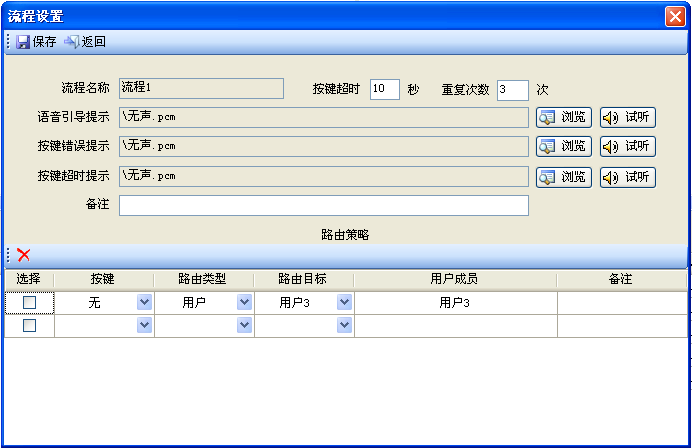 流程设置
保存 返回
流程名称 流程1 按键超时 10 秒 重复次数 3 次
语音引导提示 \无声.pcm 浏览 试听
按键错误提示 \无声.pcm 浏览 试听
按键超时提示 \无声.pcm 浏览 试听
备注
路由策略
选择 按键 路由类型 路由目标 用户成员 备注
无 用户 用户3 用户3